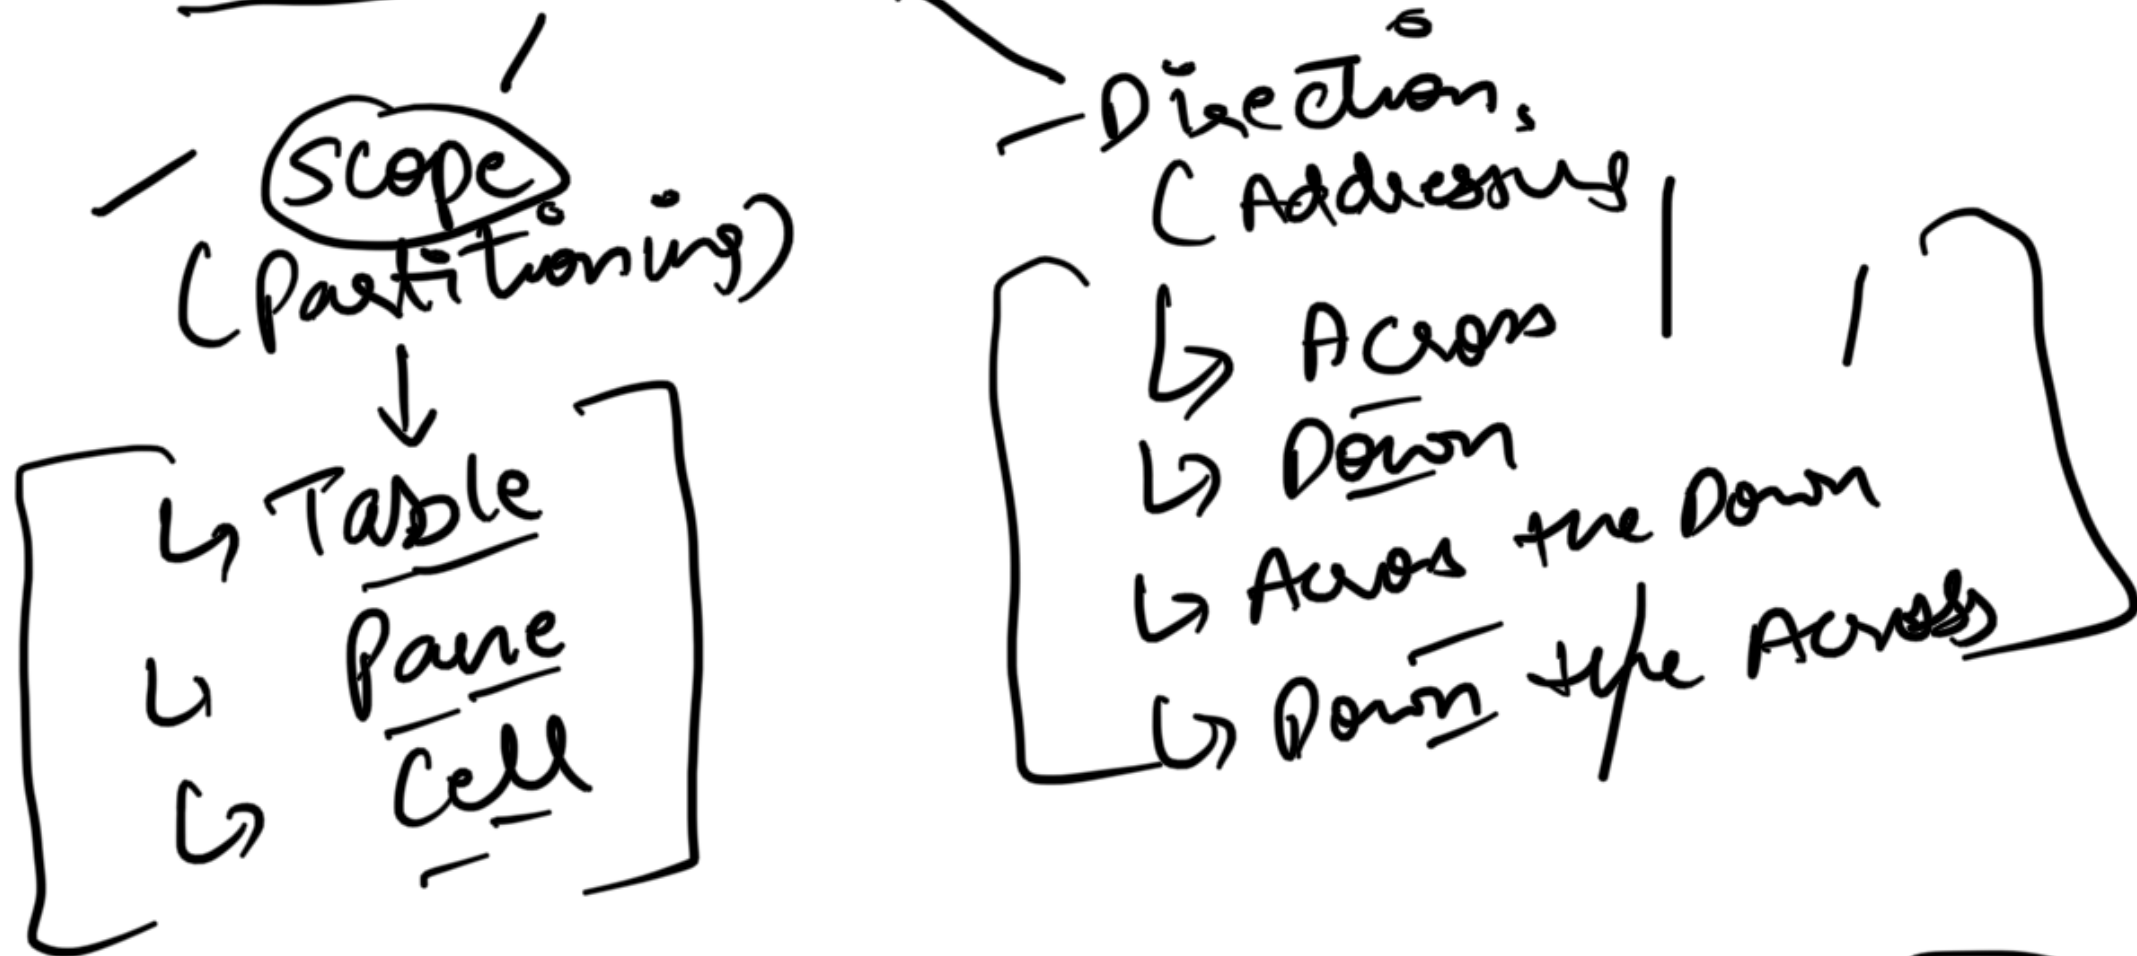 Scope
(Partitioning)
Table
Pane
Cell
Direction.
(Addressing
Across
Down
Across the Down
Down the Across